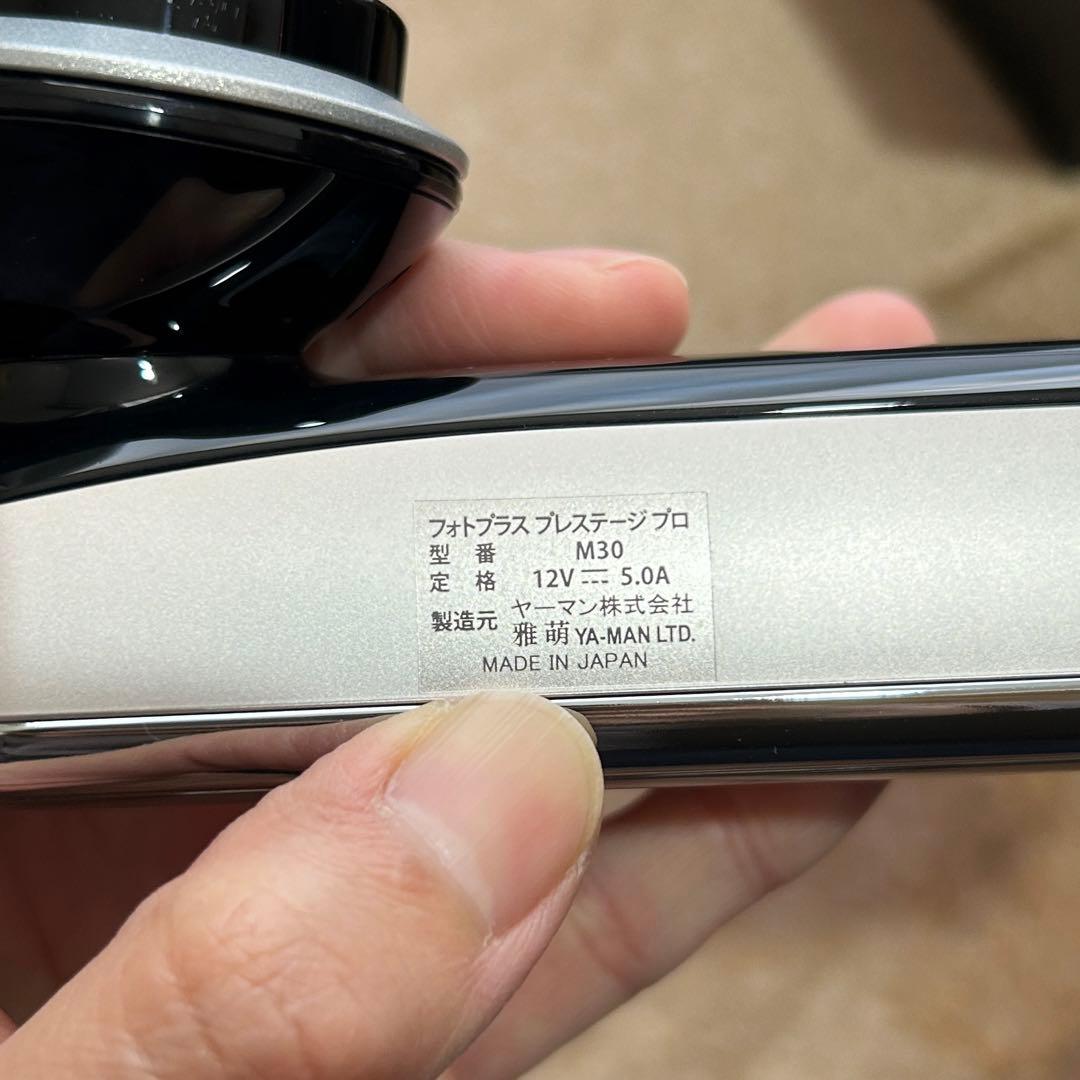 フォトプラス プレステージ プロ
型 番 M30
定 格 12V⎓5.0A
製造元 ヤーマン株式会社
雅 萌 YA-MAN LTD.
MADE IN JAPAN